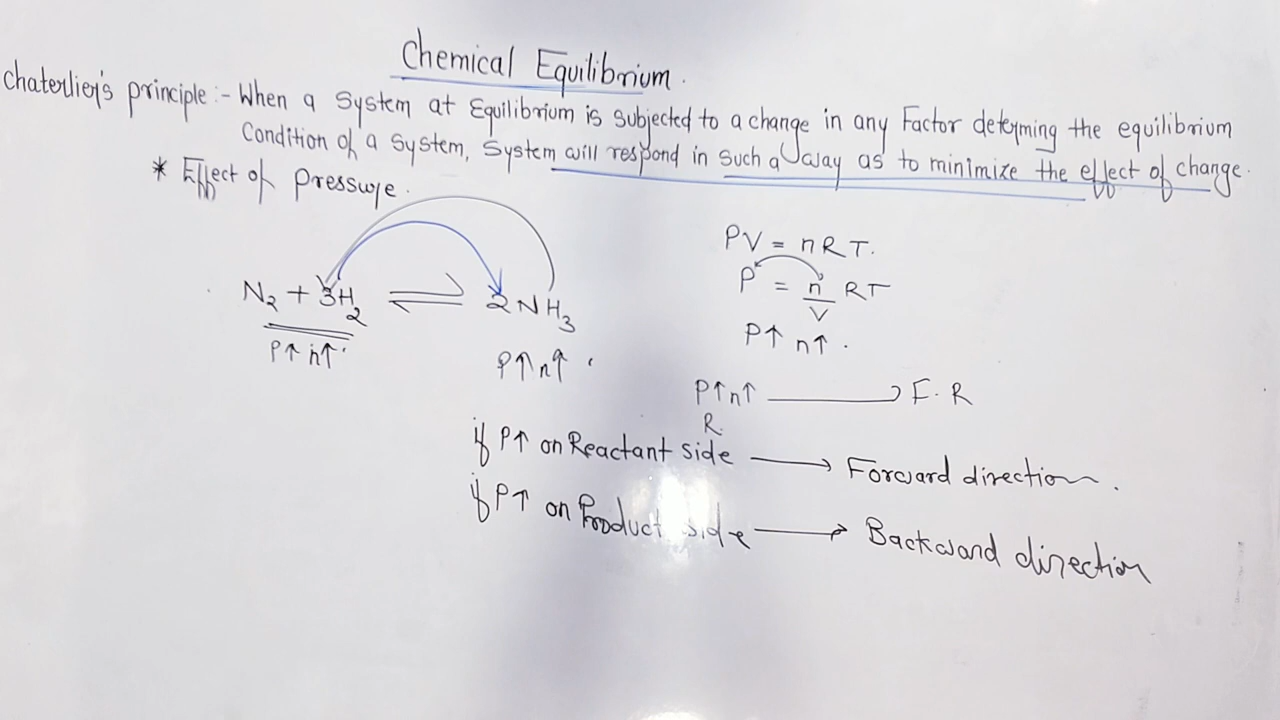 Chemical Equilibrium.
Chaterlier's principle:- When a System at Equilibrium is subjected to a change in any Factor determing the equilibrium
Condition of a system, System will respond in such a way as to minimize the effect of change.
* Effect of pressure.
N₂ + 3H₂ ⇌ 2NH₃
P↑ n↑
P↑ n↑
PV = nRT.
P = n/V RT
P↑ n↑.
P↑n↑ → F.R
R.
if P↑ on Reactant side → Forward direction.
if P↑ on Product side → Backward direction